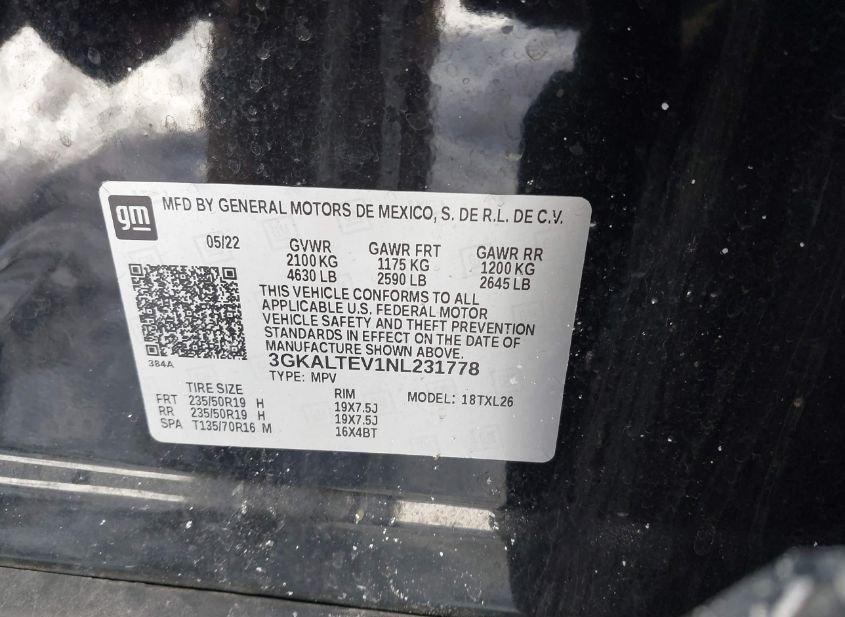 gm MFD BY GENERAL MOTORS DE MEXICO, S. DE R.L. DE C.V.
05/22 GVWR GAWR FRT GAWR RR
2100 KG 1175 KG 1200 KG
4630 LB 2590 LB 2645 LB
THIS VEHICLE CONFORMS TO ALL
APPLICABLE U.S. FEDERAL MOTOR
VEHICLE SAFETY AND THEFT PREVENTION
STANDARDS IN EFFECT ON THE DATE OF
MANUFACTURE SHOWN ABOVE.
384A
3GKALTEV1NL231778
TYPE: MPV
TIRE SIZE RIM MODEL: 18TXL26
FRT 235/50R19 H 19X7.5J
RR 235/50R19 H 19X7.5J
SPA T135/70R16 M 16X4BT